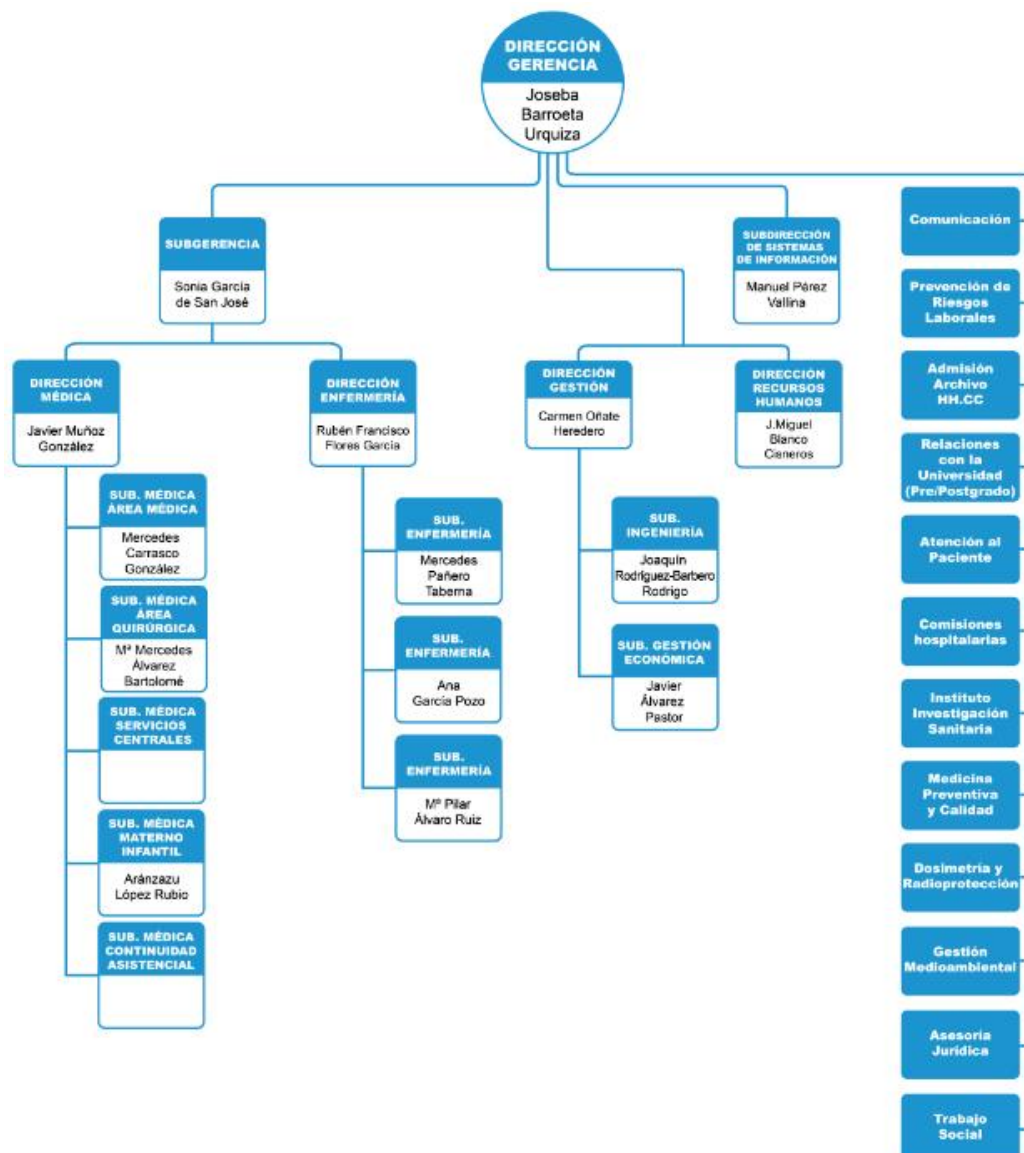 DIRECCIÓN
GERENCIA
Joseba
Barroeta
Urquiza
SUBGERENCIA
Sonia García
de San José
SUBDIRECCIÓN
DE SISTEMAS
DE INFORMACIÓN
Manuel Pérez
Vallina
DIRECCIÓN
MÉDICA
Javier Muñoz
González
DIRECCIÓN
ENFERMERÍA
Rubén Francisco
Flores García
DIRECCIÓN
GESTIÓN
Carmen Oñate
Heredero
DIRECCIÓN
RECURSOS
HUMANOS
J.Miguel
Blanco
Cisneros
SUB. MÉDICA
ÁREA MÉDICA
Mercedes
Carrasco
González
SUB. MÉDICA
ÁREA
QUIRÚRGICA
Mª Mercedes
Álvarez
Bartolomé
SUB. MÉDICA
SERVICIOS
CENTRALES
SUB. MÉDICA
MATERNO
INFANTIL
Aránzazu
López Rubio
SUB. MÉDICA
CONTINUIDAD
ASISTENCIAL
SUB.
ENFERMERÍA
Mercedes
Pañero
Taberna
SUB.
ENFERMERÍA
Ana
García Pozo
SUB.
ENFERMERÍA
Mª Pilar
Álvaro Ruiz
SUB.
INGENIERÍA
Joaquín
Rodríguez-Barbero
Rodrigo
SUB. GESTIÓN
ECONÓMICA
Javier
Álvarez
Pastor
Comunicación
Prevención de
Riesgos
Laborales
Admisión
Archivo
HH.CC
Relaciones
con la
Universidad
(Pre/Postgrado)
Atención al
Paciente
Comisiones
hospitalarias
Instituto
Investigación
Sanitaria
Medicina
Preventiva
y Calidad
Dosimetría y
Radioprotección
Gestión
Medioambiental
Asesoría
Jurídica
Trabajo
Social